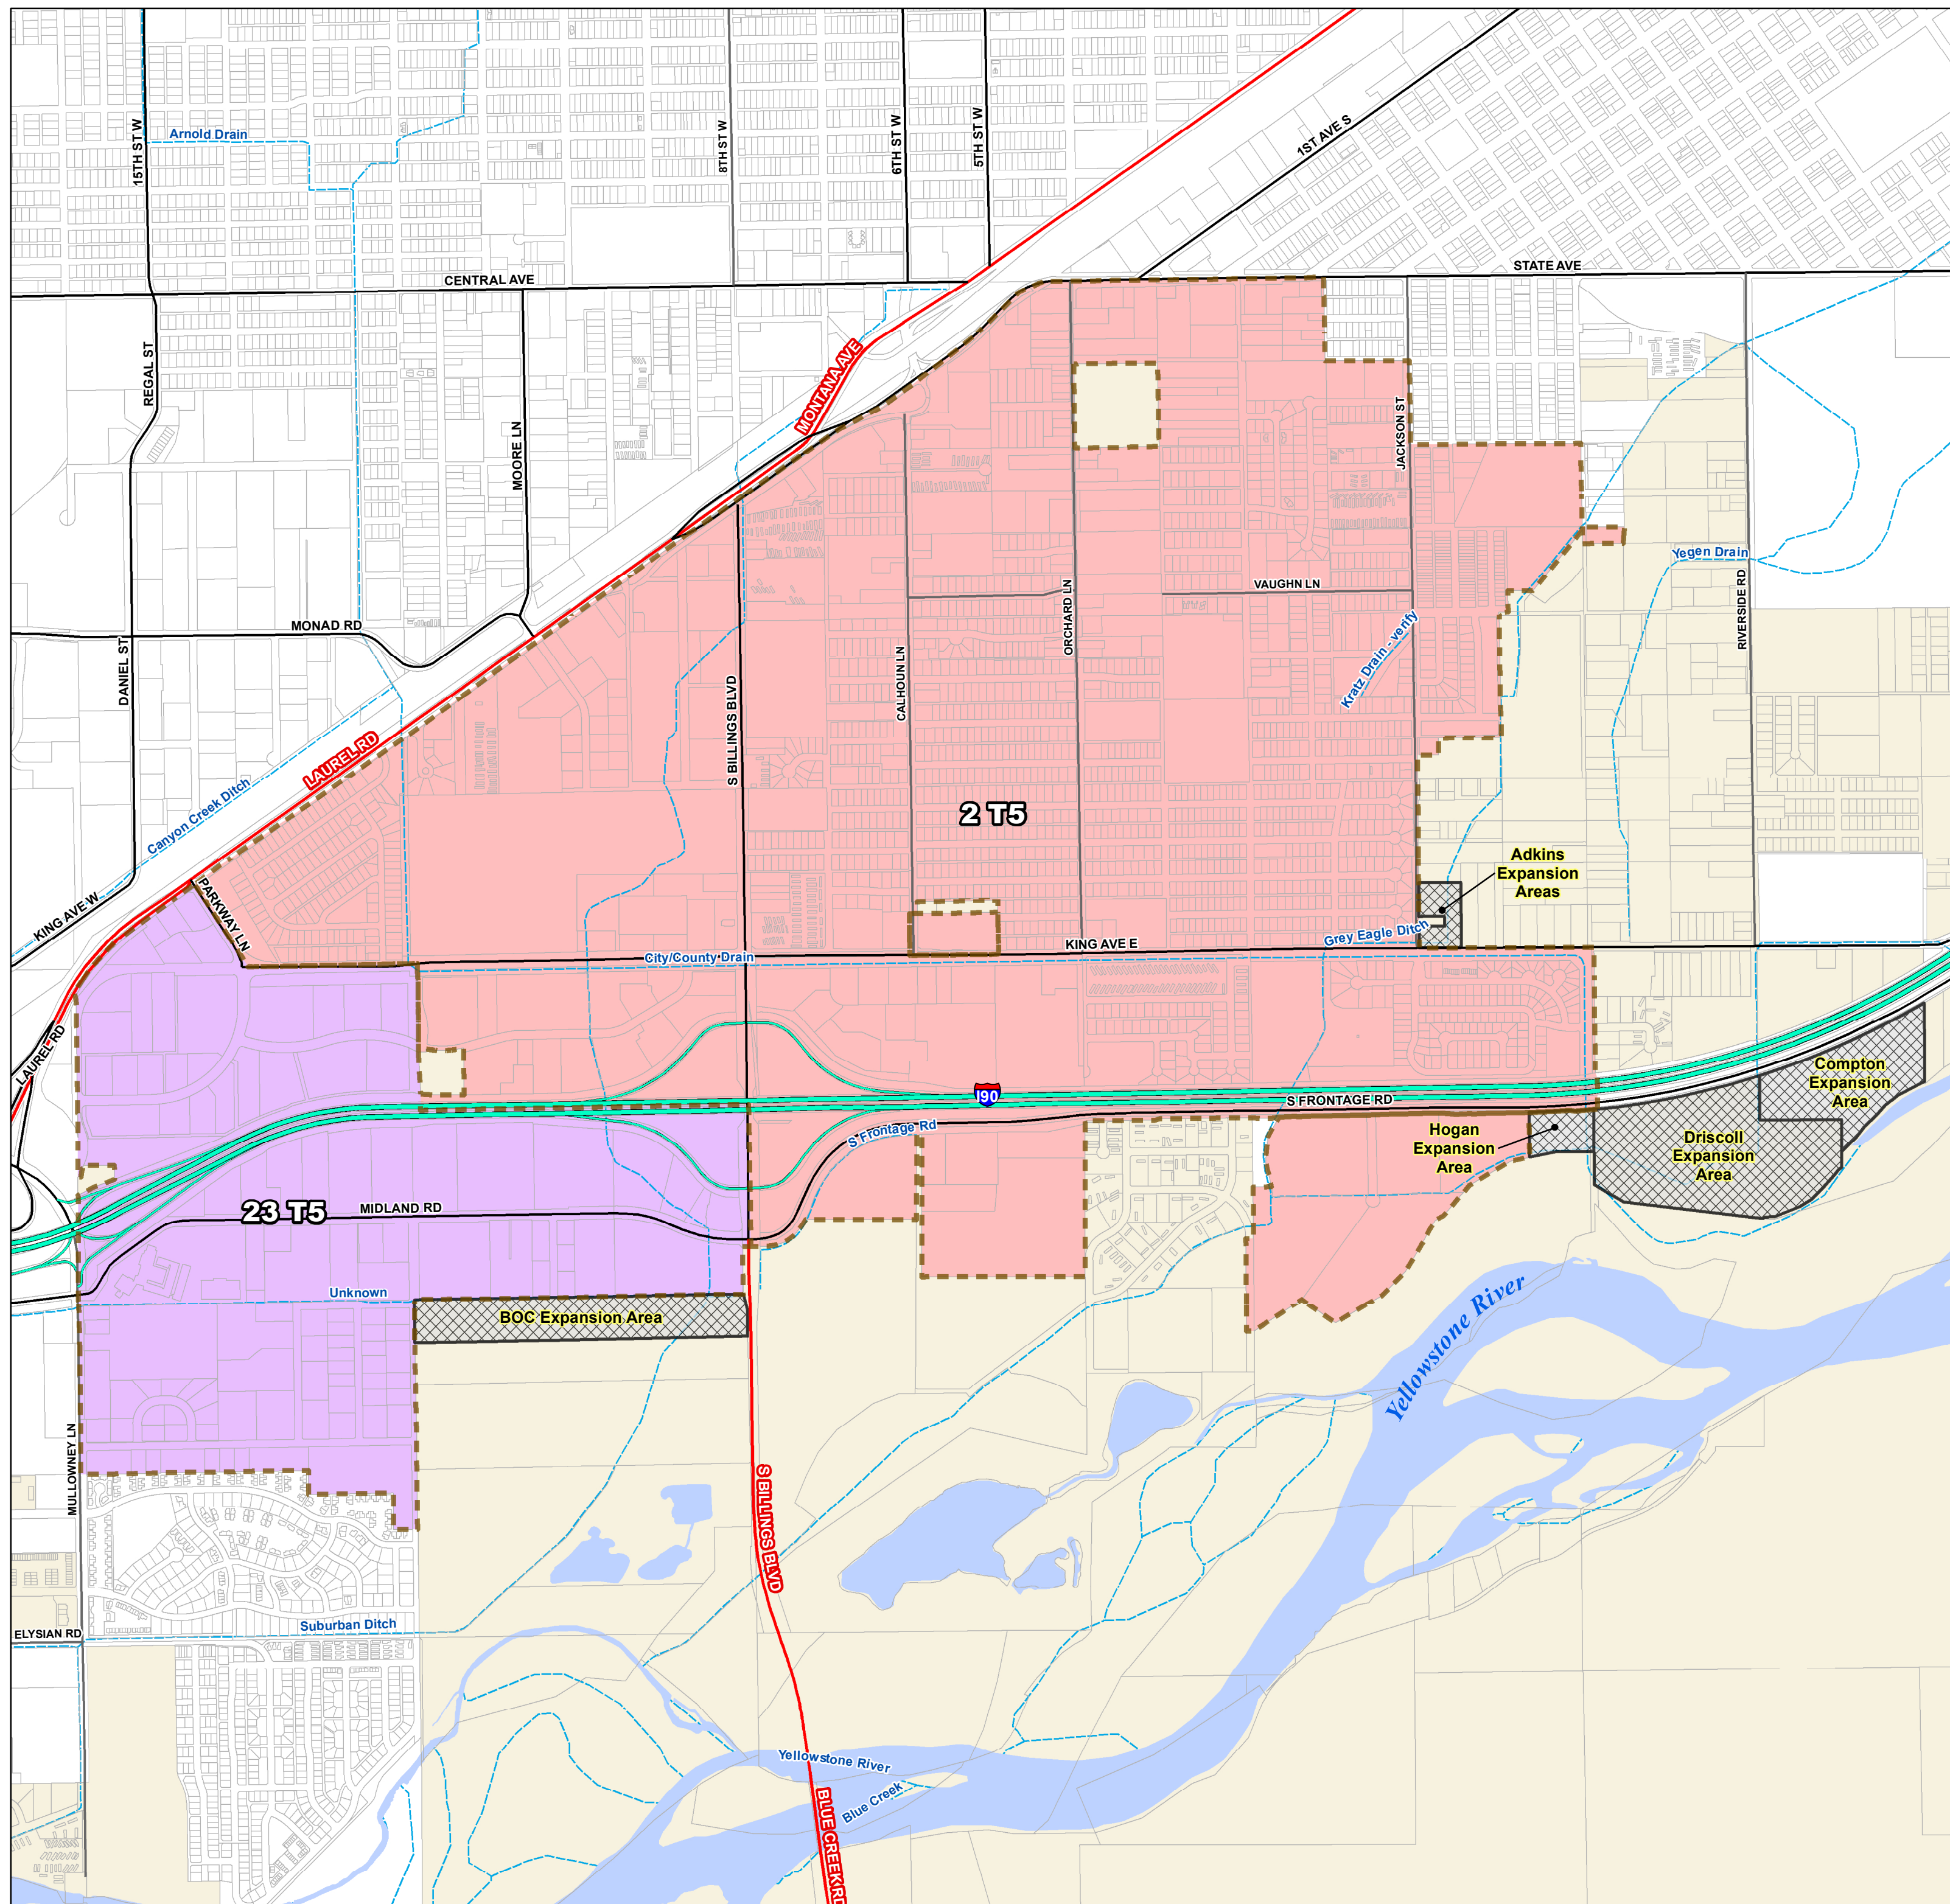 Arnold Drain
15TH ST W
8TH ST W
6TH ST W
5TH ST W
1ST AVE S
CENTRAL AVE
STATE AVE
REGAL ST
MONTANA AVE
MOORE LN
JACKSON ST
Yegen Drain
VAUGHN LN
ORCHARD LN
RIVERSIDE RD
MONAD RD
DANIEL ST
Kratz Drain - verify
CALHOUN LN
S BILLINGS BLVD
LAUREL RD
Canyon Creek Ditch
2 T5
Adkins
Expansion
Areas
PARKWAY LN
KING AVE W
Grey Eagle Ditch
KING AVE E
City/County Drain
LAUREL RD
I90
S FRONTAGE RD
Compton
Expansion
Area
S Frontage Rd
Hogan
Expansion
Area
Driscoll
Expansion
Area
23 T5
MIDLAND RD
Unknown
BOC Expansion Area
Yellowstone River
MULLOWNEY LN
S BILLINGS BLVD
Suburban Ditch
ELYSIAN RD
Yellowstone River
Blue Creek
BLUE CREEK RD